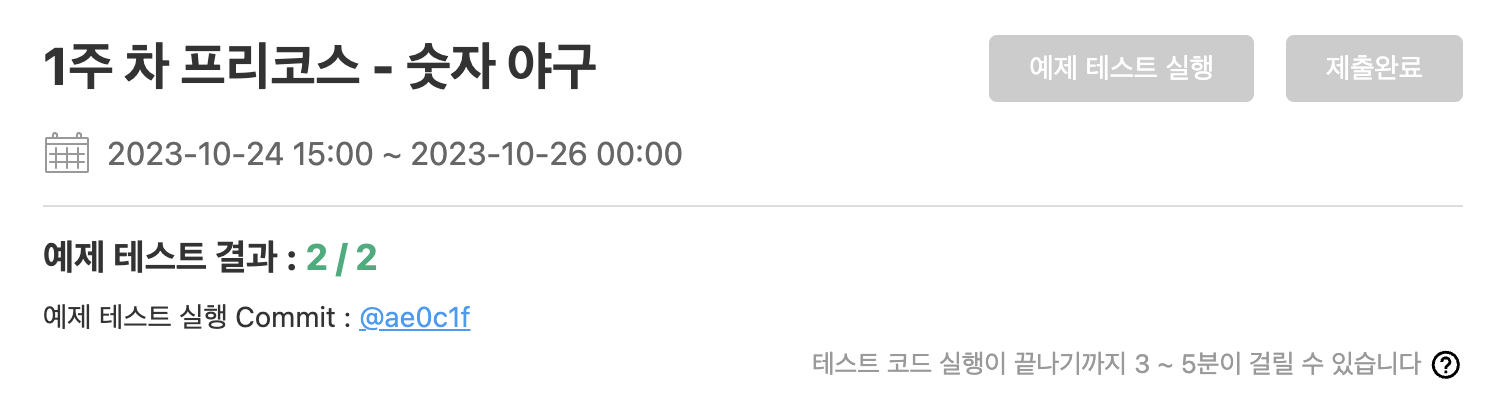 1주 차 프리코스 - 숫자 야구
예제 테스트 실행
제출완료
2023-10-24 15:00 ~ 2023-10-26 00:00
예제 테스트 결과 : 2 / 2
예제 테스트 실행 Commit : @ae0c1f
테스트 코드 실행이 끝나기까지 3 ~ 5분이 걸릴 수 있습니다 ?